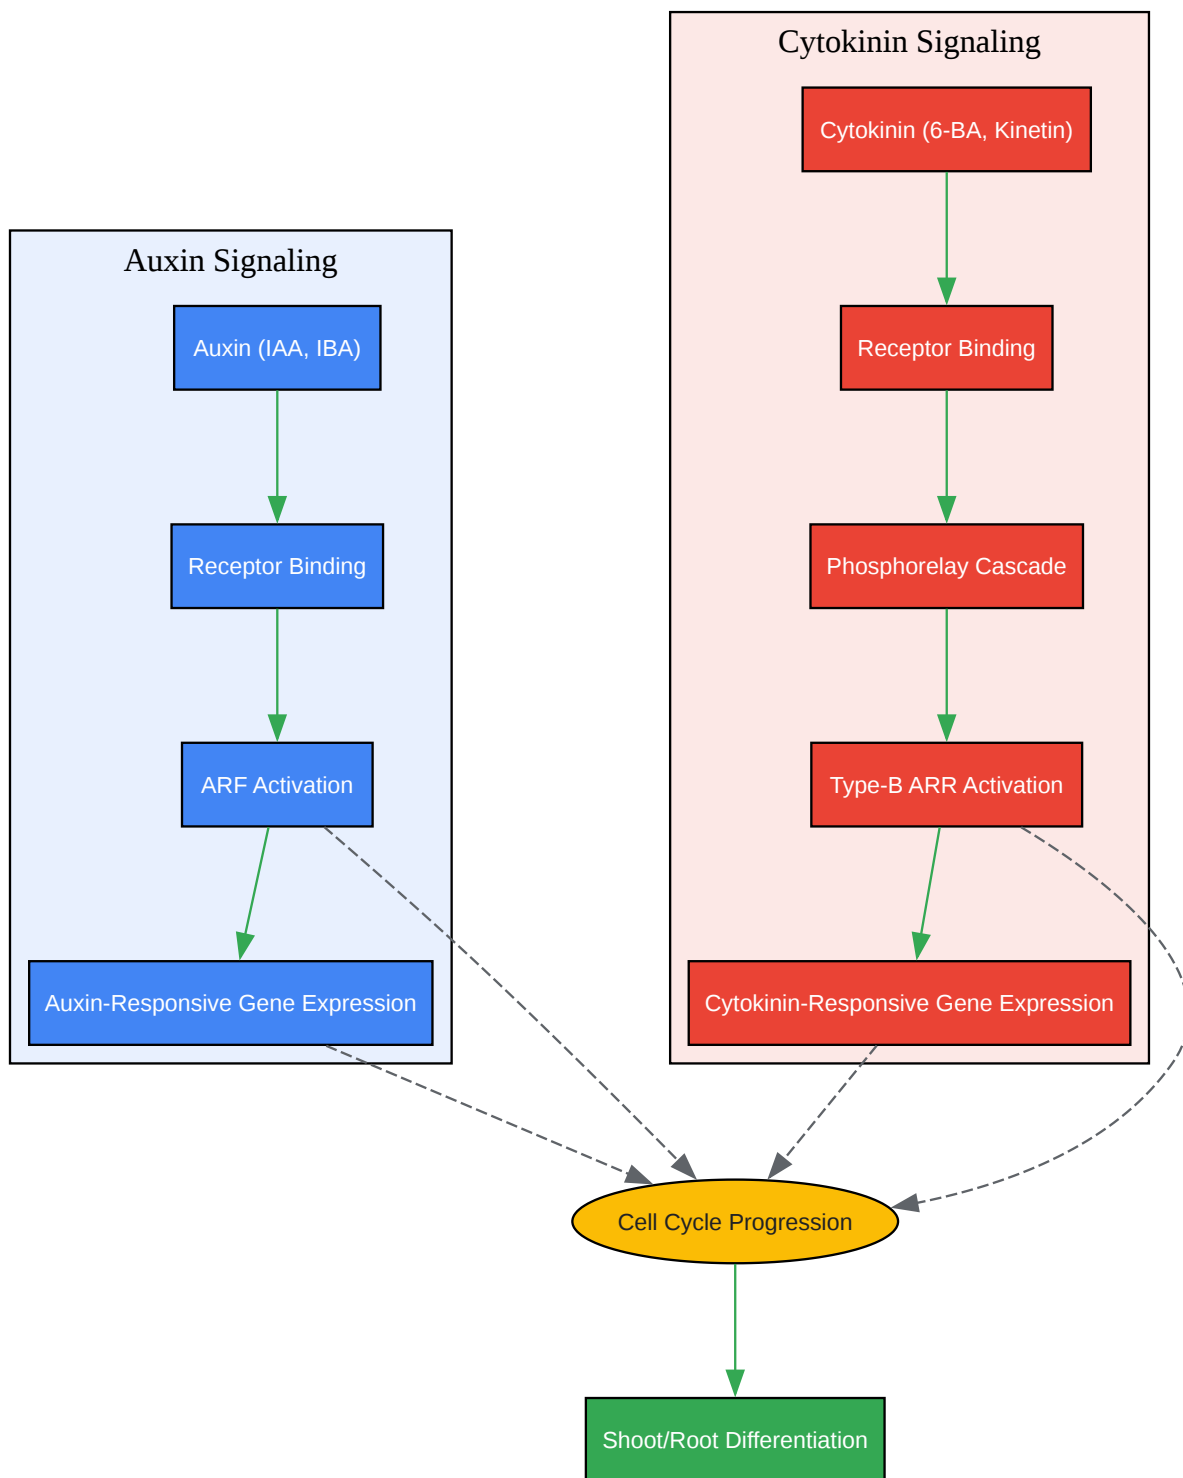 Cytokinin Signaling
Cytokinin (6-BA, Kinetin)
Receptor Binding
Phosphorelay Cascade
Type-B ARR Activation
Cytokinin-Responsive Gene Expression
Auxin Signaling
Auxin (IAA, IBA)
Receptor Binding
ARF Activation
Auxin-Responsive Gene Expression
Cell Cycle Progression
Shoot/Root Differentiation